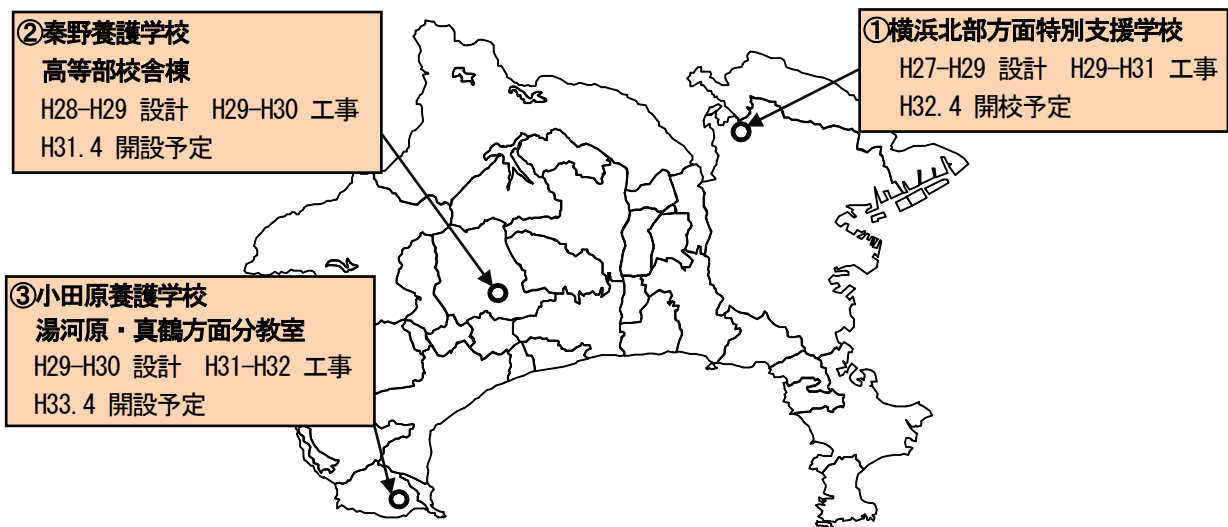 ①横浜北部方面特別支援学校
H27-H29 設計　H29-H31 工事
H32.4 開校予定
②秦野養護学校
高等部校舎棟
H28-H29 設計　H29-H30 工事
H31.4 開設予定
③小田原養護学校
湯河原・真鶴方面分教室
H29-H30 設計　H31-H32 工事
H33.4 開設予定